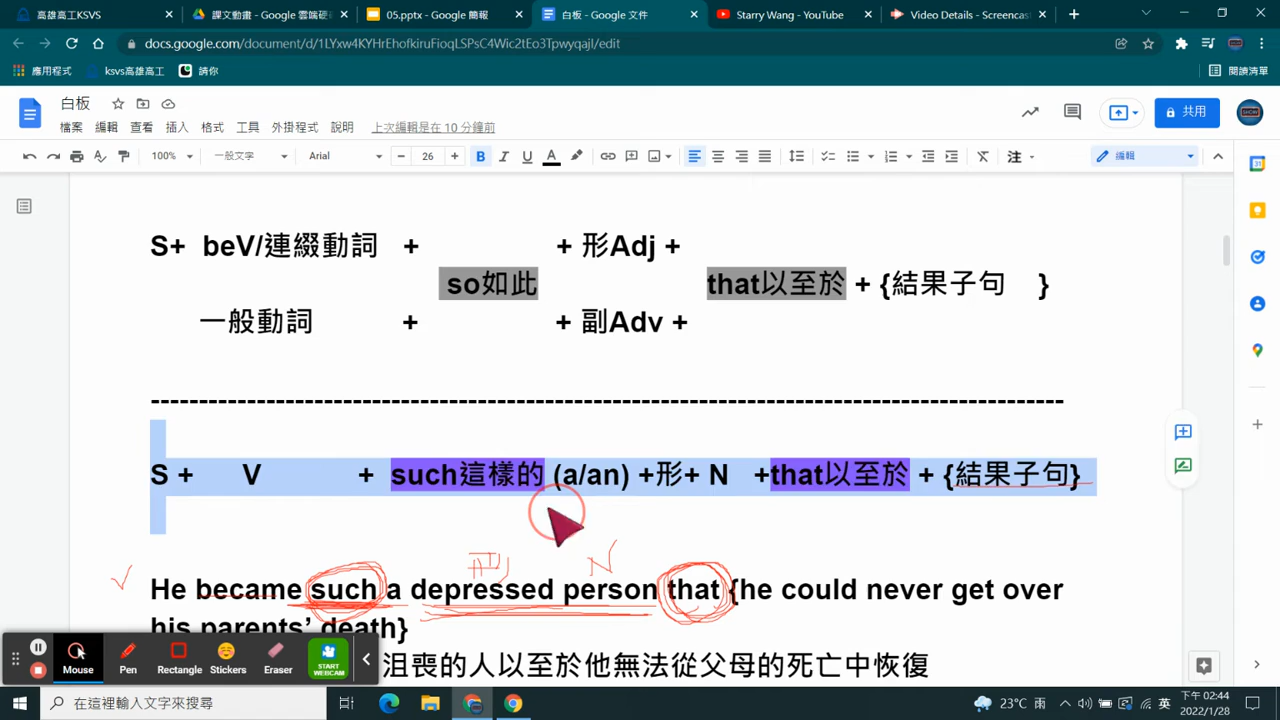 高雄高工KSVS
課文動畫 - Google 雲端硬
05.pptx - Google 簡報
白板 - Google 文件
Starry Wang - YouTube
Video Details - Screencas
docs.google.com/document/d/1LYxw4KYHrEhofkiruFioqLSPsC4Wic2tEo3TpwyqajI/edit
應用程式
ksvs高雄高工
請你
閱讀清單
白板
共用
檔案 編輯 查看 插入 格式 工具 外掛程式 說明 上次編輯是在 10 分鐘前
100% 一般文字 Arial - 26 + B I U A 注 編輯
S+ beV/連綴動詞 + + 形Adj +
so如此 that以至於 + {結果子句 }
一般動詞 + + 副Adv +
S + V + such這樣的 (a/an) +形+ N +that以至於 + {結果子句}
形 N
He became such a depressed person that {he could never get over
his parents' death}
沮喪的人以至於他無法從父母的死亡中恢復
Mouse Pen Rectangle Stickers Eraser START WEBCAM
在這裡輸入文字來搜尋
23°C 雨
英
下午 02:44
2022/1/28